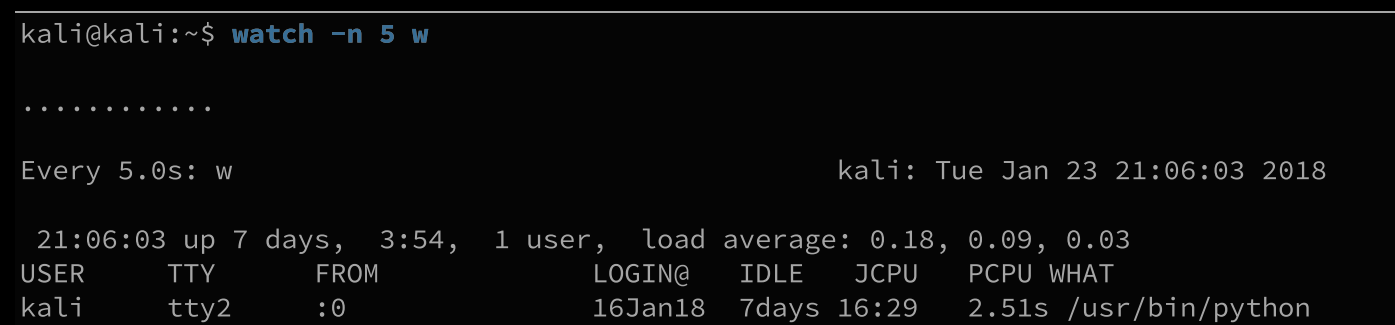 kali@kali:~$ watch -n 5 w
............
Every 5.0s: w kali: Tue Jan 23 21:06:03 2018
21:06:03 up 7 days, 3:54, 1 user, load average: 0.18, 0.09, 0.03
USER TTY FROM LOGIN@ IDLE JCPU PCPU WHAT
kali tty2 :0 16Jan18 7days 16:29 2.51s /usr/bin/python